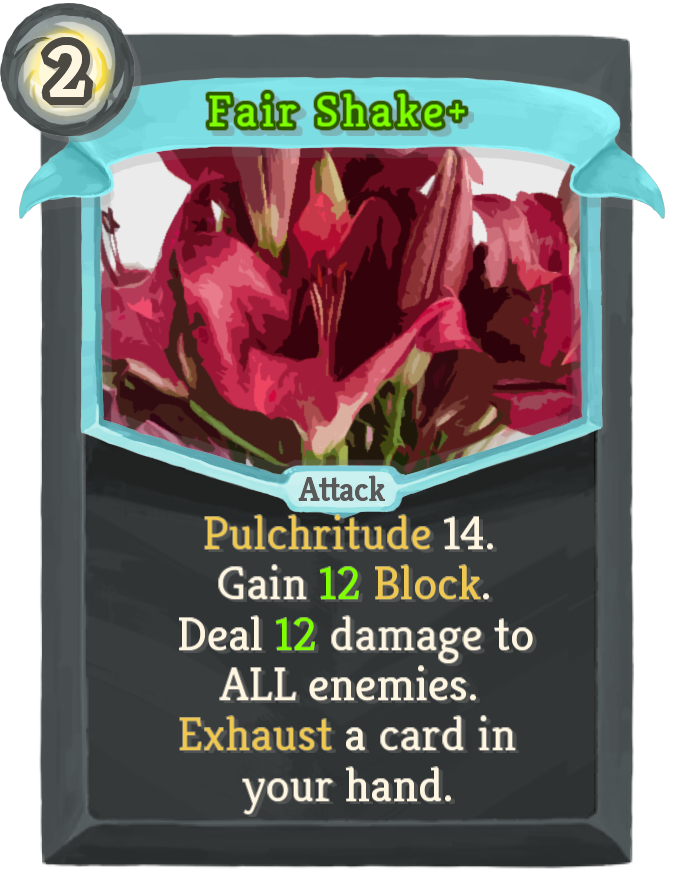 2
Fair Shake+
Attack
Pulchritude 14.
Gain 12 Block.
Deal 12 damage to
ALL enemies.
Exhaust a card in
your hand.